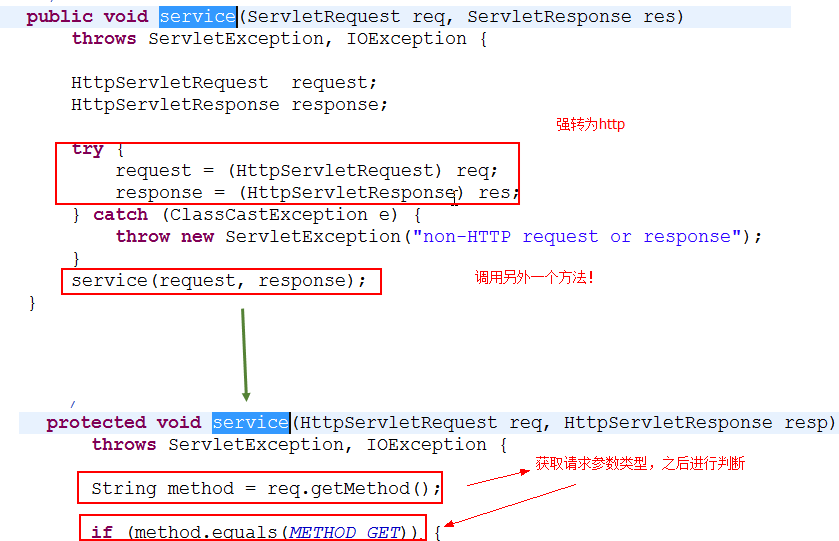 public void service(ServletRequest req, ServletResponse res)
throws ServletException, IOException {
HttpServletRequest  request;
HttpServletResponse response;
强转为http
try {
request = (HttpServletRequest) req;
response = (HttpServletResponse) res;
} catch (ClassCastException e) {
throw new ServletException("non-HTTP request or response");
}
service(request, response);
调用另外一个方法!
}
protected void service(HttpServletRequest req, HttpServletResponse resp)
throws ServletException, IOException {
获取请求参数类型，之后进行判断
String method = req.getMethod();
if (method.equals(METHOD_GET)) {